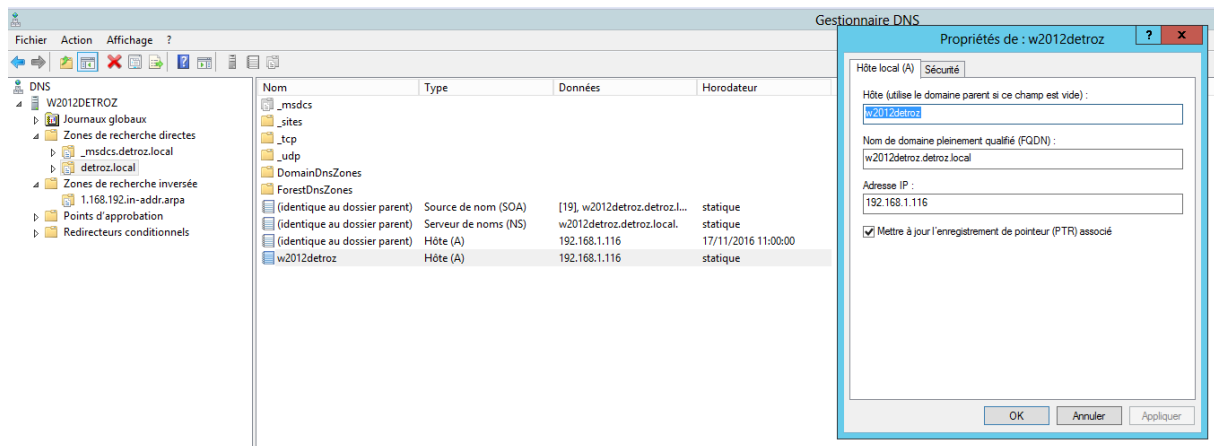 Gestionnaire DNS
Fichier Action Affichage ?
DNS
W2012DETROZ
Journaux globaux
Zones de recherche directes
_msdcs.detroz.local
detroz.local
Zones de recherche inversée
1.168.192.in-addr.arpa
Points d'approbation
Redirecteurs conditionnels
Nom Type Données Horodateur
_msdcs
_sites
_tcp
_udp
DomainDnsZones
ForestDnsZones
(identique au dossier parent) Source de nom (SOA) [19], w2012detroz.detroz.l... statique
(identique au dossier parent) Serveur de noms (NS) w2012detroz.detroz.local. statique
(identique au dossier parent) Hôte (A) 192.168.1.116 17/11/2016 11:00:00
w2012detroz Hôte (A) 192.168.1.116 statique
Propriétés de : w2012detroz ? x
Hôte local (A) Sécurité
Hôte (utilise le domaine parent si ce champ est vide) :
w2012detroz
Nom de domaine pleinement qualifié (FQDN) :
w2012detroz.detroz.local
Adresse IP :
192.168.1.116
Mettre à jour l'enregistrement de pointeur (PTR) associé
OK Annuler Appliquer